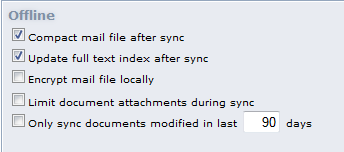 Offline
Compact mail file after sync
Update full text index after sync
Encrypt mail file locally
Limit document attachments during sync
Only sync documents modified in last 90 days